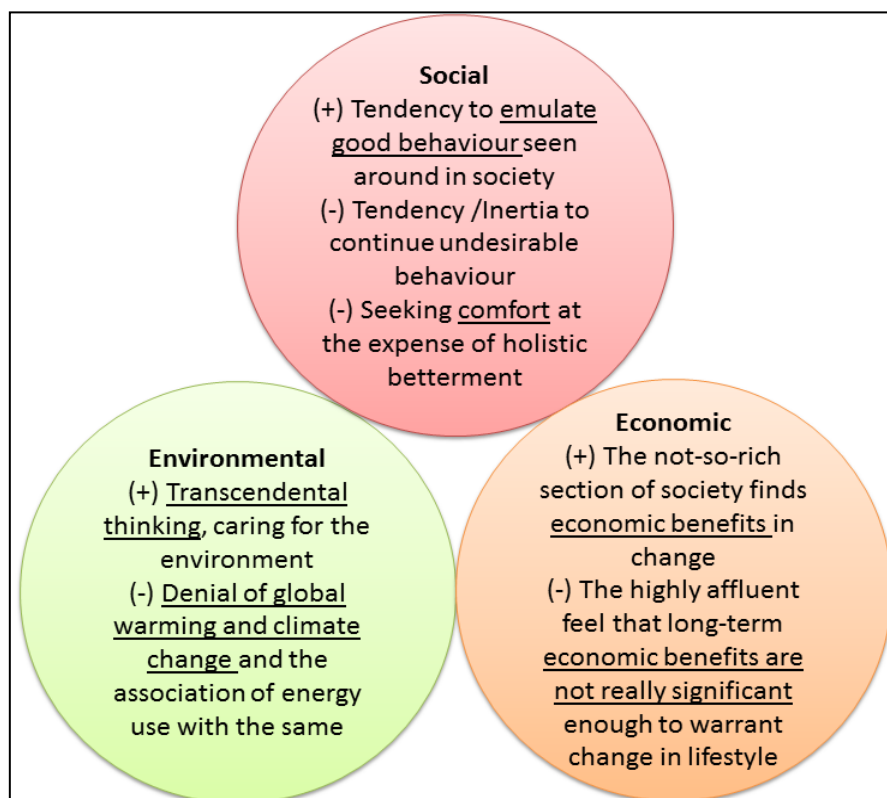 Social
(+) Tendency to emulate
good behaviour seen
around in society
(-) Tendency /Inertia to
continue undesirable
behaviour
(-) Seeking comfort at
the expense of holistic
betterment
Environmental
(+) Transcendental
thinking, caring for the
environment
(-) Denial of global
warming and climate
change and the
association of energy
use with the same
Economic
(+) The not-so-rich
section of society finds
economic benefits in
change
(-) The highly affluent
feel that long-term
economic benefits are
not really significant
enough to warrant
change in lifestyle